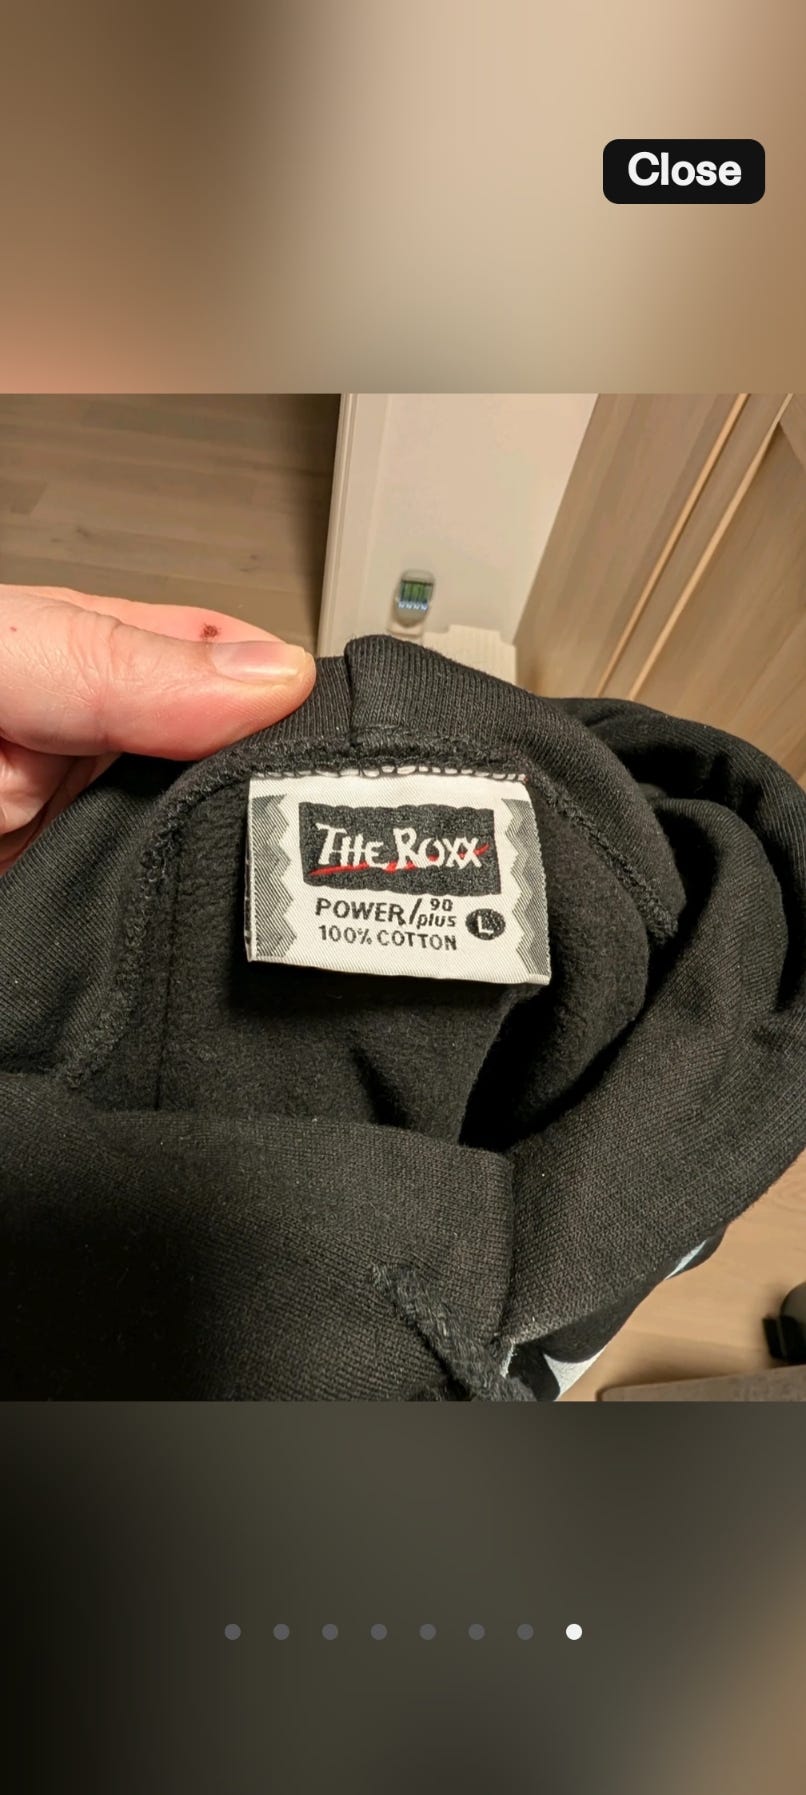 Close
THE ROXX
POWER/90 plus L
100% COTTON